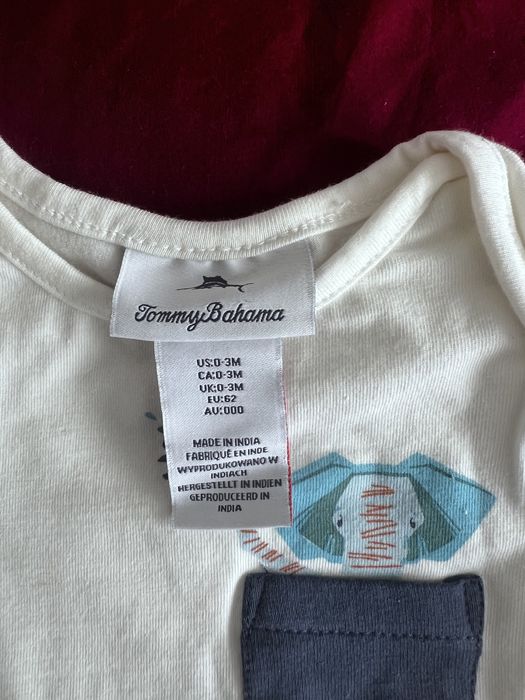 Tommy Bahama
US:0-3M
CA:0-3M
UK:0-3M
EU:62
AU:000
MADE IN INDIA
FABRIQUÉ EN INDE
WYPRODUKOWANO W
INDIACH
HERGESTELLT IN INDIEN
GEPRODUCEERD IN
INDIA